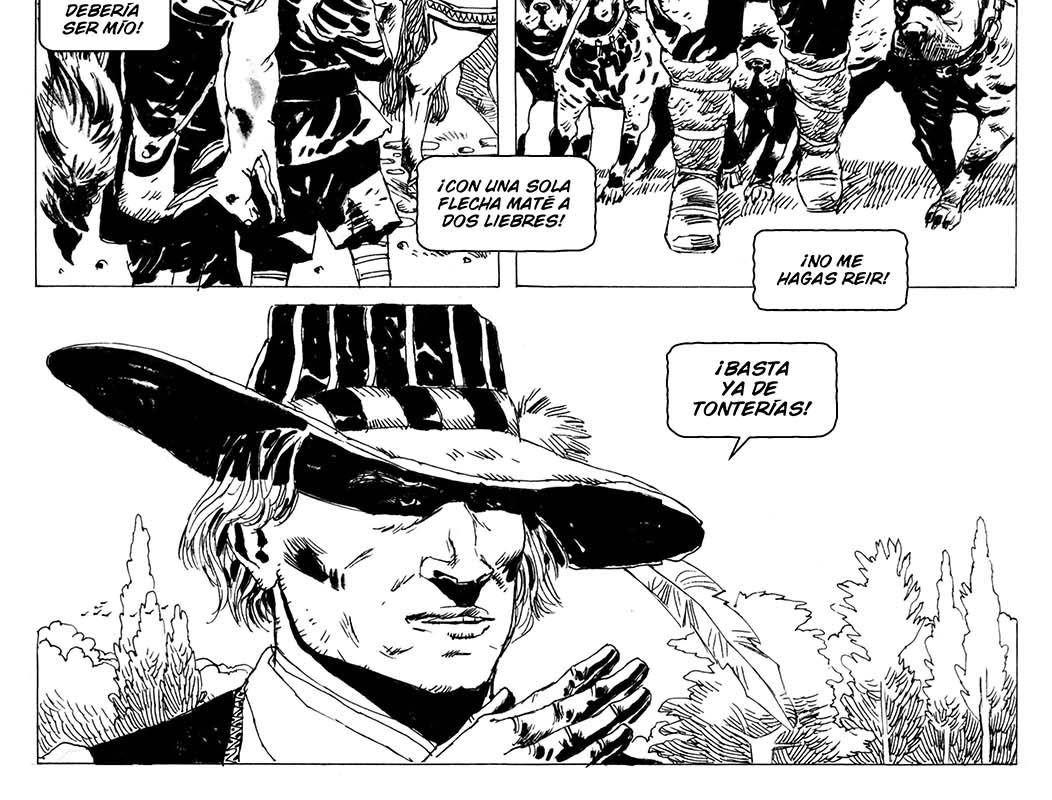 DEBERÍA
SER MÍO!
¡CON UNA SOLA
FLECHA MATÉ A
DOS LIEBRES!
¡NO ME
HAGAS REIR!
¡BASTA
YA DE
TONTERÍAS!